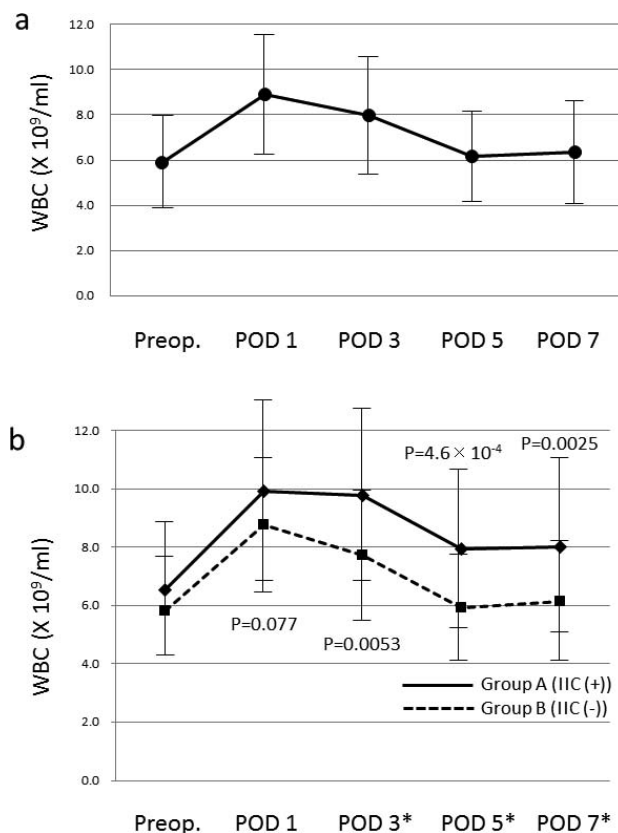 a
12.0
10.0
8.0
6.0
4.0
2.0
0.0
WBC (X 10⁹/ml)
Preop. POD 1 POD 3 POD 5 POD 7
b
12.0
10.0
8.0
6.0
4.0
2.0
0.0
WBC (X 10⁹/ml)
P=4.6×10⁻⁴
P=0.0025
P=0.077
P=0.0053
Group A (IIC (+))
Group B (IIC (-))
Preop. POD 1 POD 3* POD 5* POD 7*